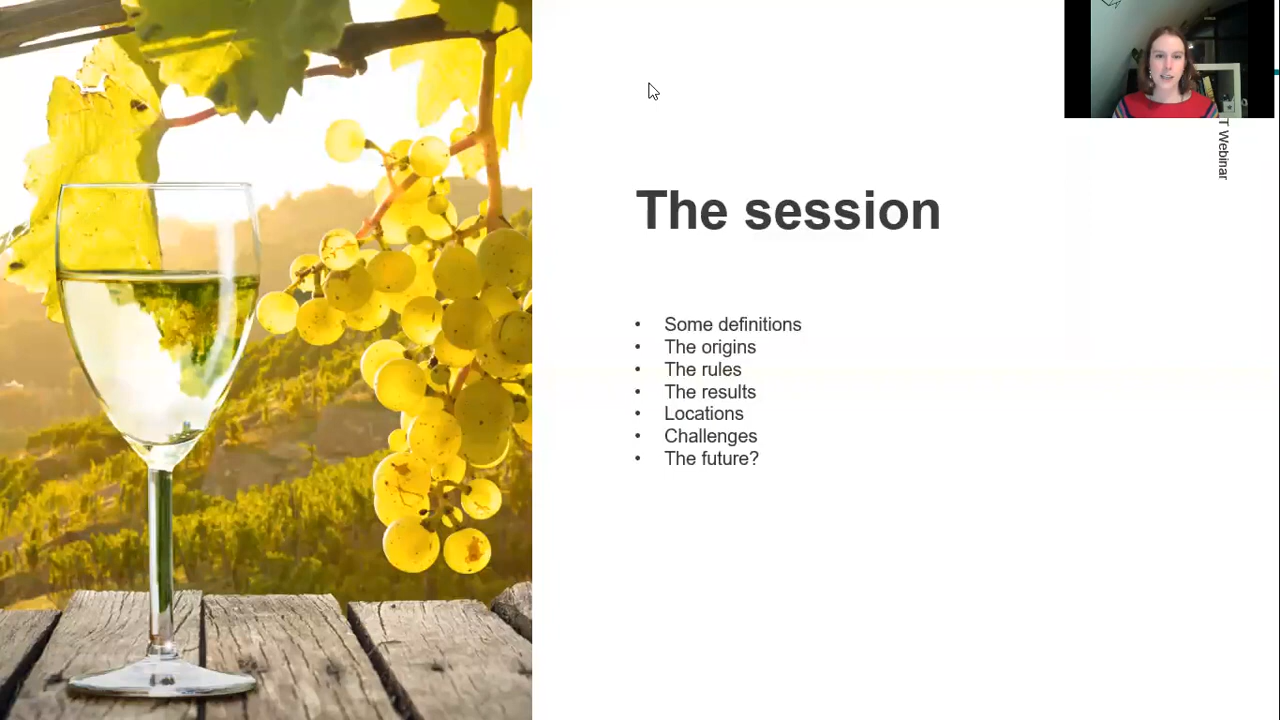 The session
• Some definitions
• The origins
• The rules
• The results
• Locations
• Challenges
• The future?
T Webinar